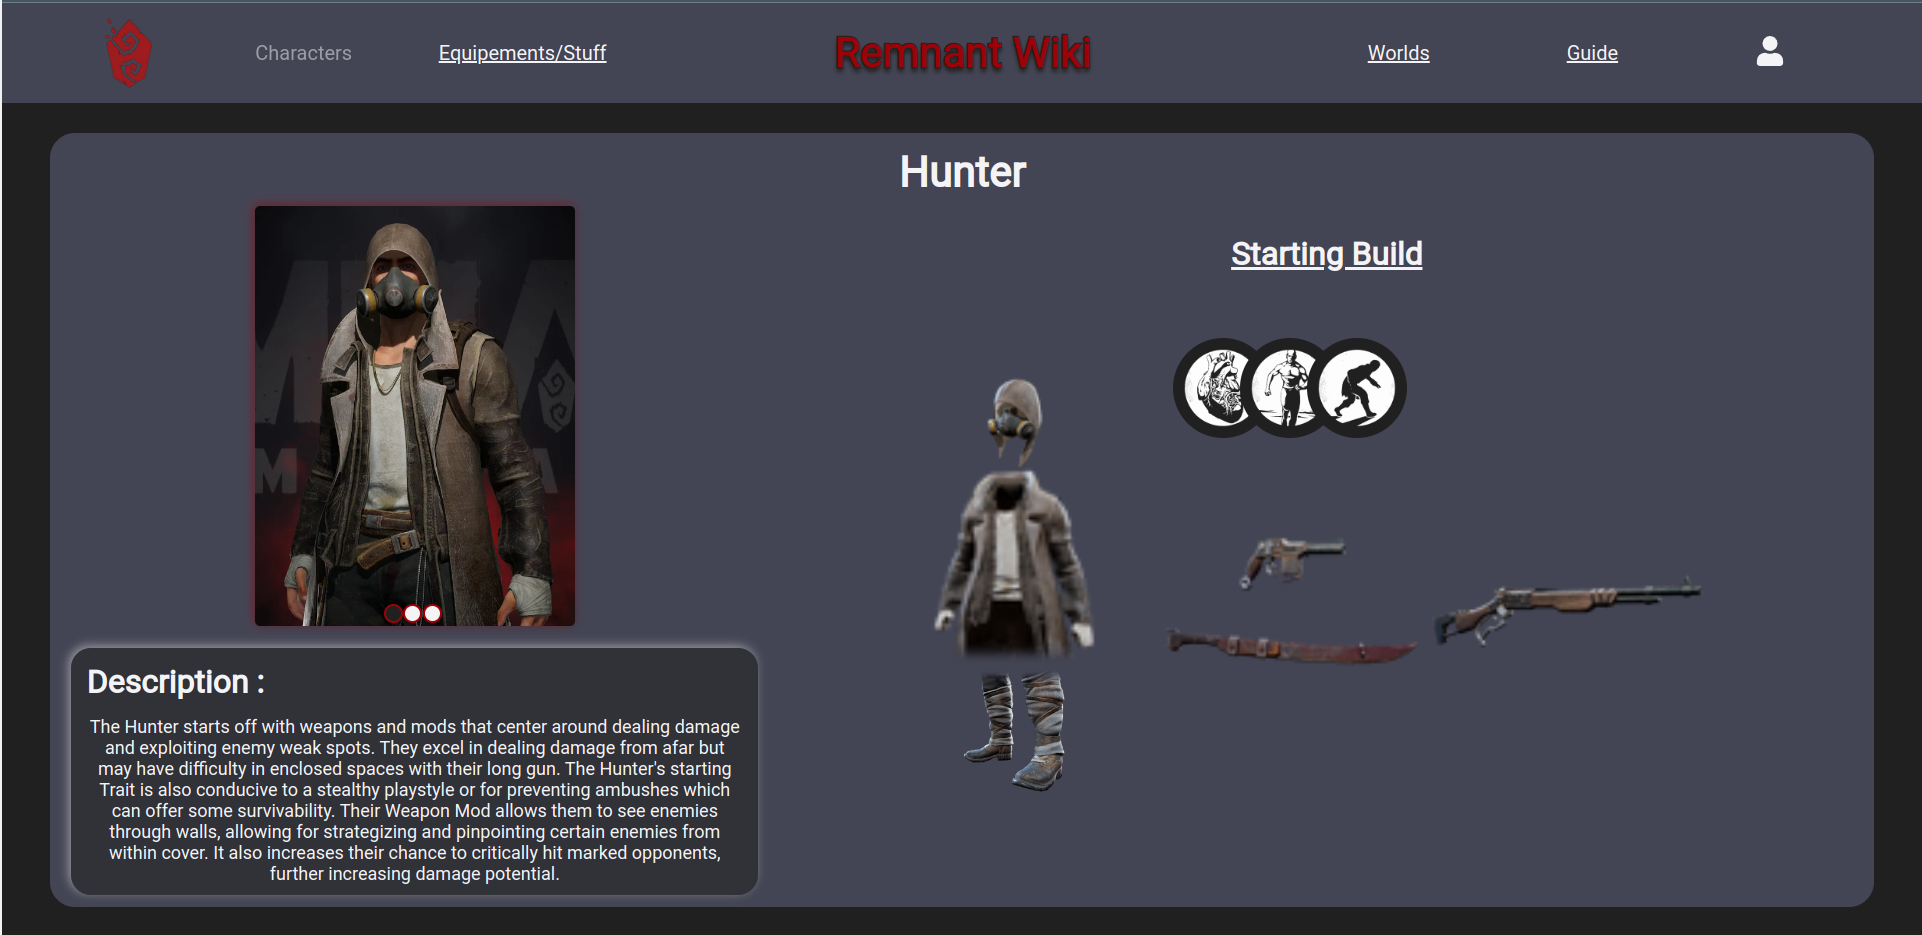 Characters
Equipements/Stuff
Remnant Wiki
Worlds
Guide
Hunter
Starting Build
Description :
The Hunter starts off with weapons and mods that center around dealing damage
and exploiting enemy weak spots. They excel in dealing damage from afar but
may have difficulty in enclosed spaces with their long gun. The Hunter's starting
Trait is also conducive to a stealthy playstyle or for preventing ambushes which
can offer some survivability. Their Weapon Mod allows them to see enemies
through walls, allowing for strategizing and pinpointing certain enemies from
within cover. It also increases their chance to critically hit marked opponents,
further increasing damage potential.